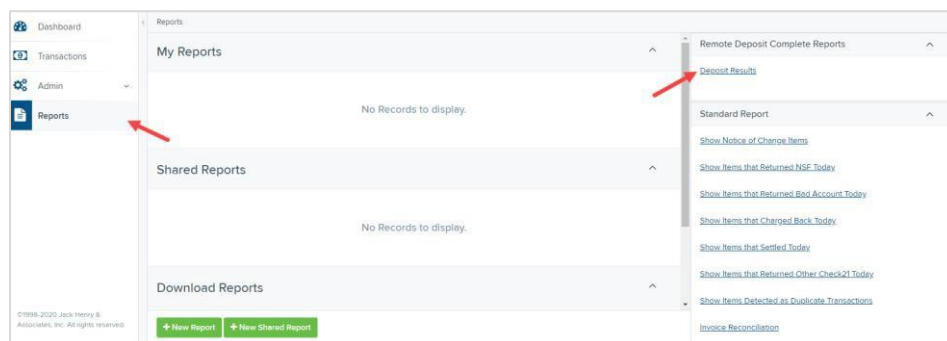 Dashboard
Transactions
Admin
Reports
©1998-2020 Jack Henry &
Associates, Inc. All rights reserved.
Reports
My Reports
No Records to display.
Shared Reports
No Records to display.
Download Reports
+ New Report
+ New Shared Report
Remote Deposit Complete Reports
Deposit Results
Standard Report
Show Notice of Change Items
Show Items that Returned NSF Today
Show Items that Returned Bad Account Today
Show Items that Charged Back Today
Show Items that Settled Today
Show Items that Returned Other Check21 Today
Show Items Detected as Duplicate Transactions
Invoice Reconciliation